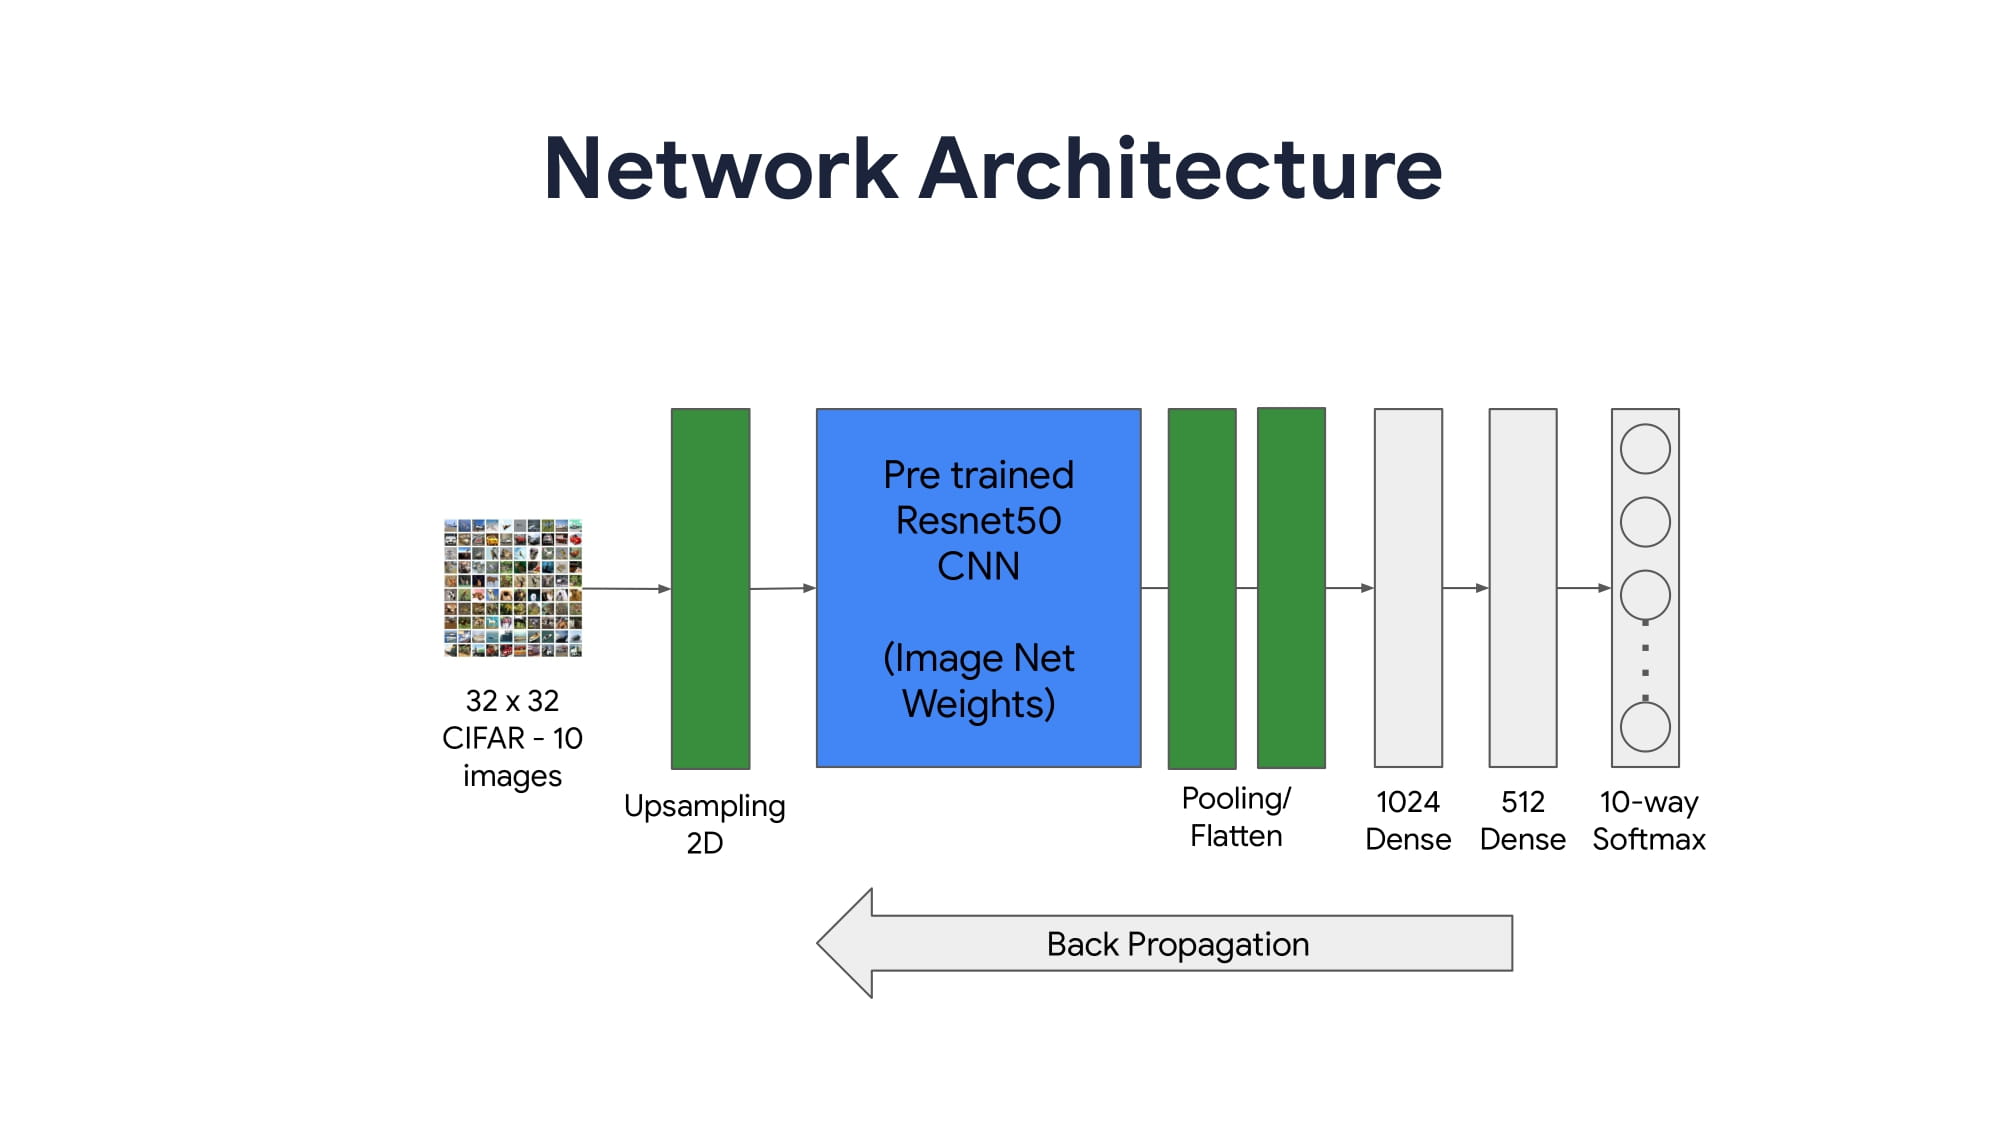 Network Architecture
Pre trained
Resnet50
CNN
(Image Net
Weights)
32 x 32
CIFAR - 10
images
Upsampling
2D
Pooling/
Flatten
1024
Dense
512
Dense
10-way
Softmax
Back Propagation